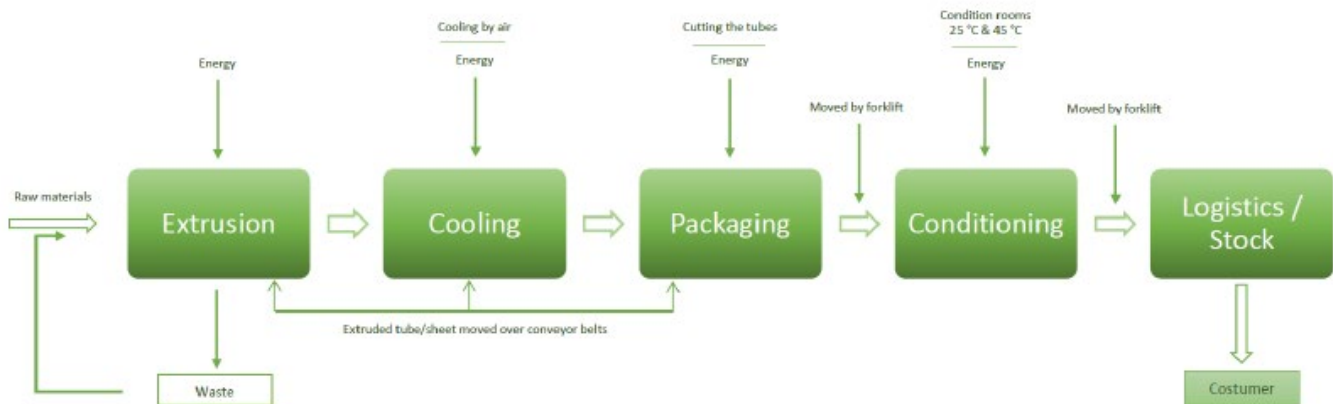 Cooling by air
Energy
Cutting the tubes
Energy
Condition rooms
25 °C & 45 °C
Energy
Energy
Moved by forklift
Moved by forklift
Raw materials
Extrusion
Cooling
Packaging
Conditioning
Logistics /
Stock
Extruded tube/sheet moved over conveyor belts
Waste
Costumer